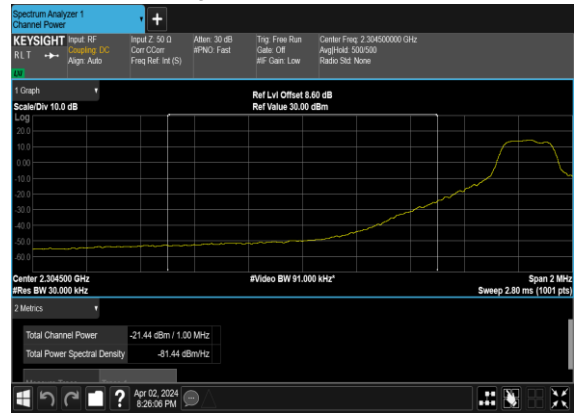 Spectrum Analyzer 1
Channel Power
KEYSIGHT
RLT
Input: RF
Coupling: DC
Align: Auto
Input Z: 50 Ω
Corr CCorr
Freq Ref: Int (S)
Atten: 30 dB
#PNO: Fast
Trig: Free Run
Gate: Off
#IF Gain: Low
Center Freq: 2.304500000 GHz
Avg|Hold: 500/500
Radio Std: None
1 Graph
Scale/Div 10.0 dB
Ref Lvl Offset 8.60 dB
Ref Value 30.00 dBm
Log
20.0
10.0
0.00
-10.0
-20.0
-30.0
-40.0
-50.0
-60.0
Center 2.304500 GHz
#Res BW 30.000 kHz
#Video BW 91.000 kHz*
Span 2 MHz
Sweep 2.80 ms (1001 pts)
2 Metrics
Total Channel Power -21.44 dBm / 1.00 MHz
Total Power Spectral Density -81.44 dBm/Hz
?
Apr 02, 2024
8:26:06 PM